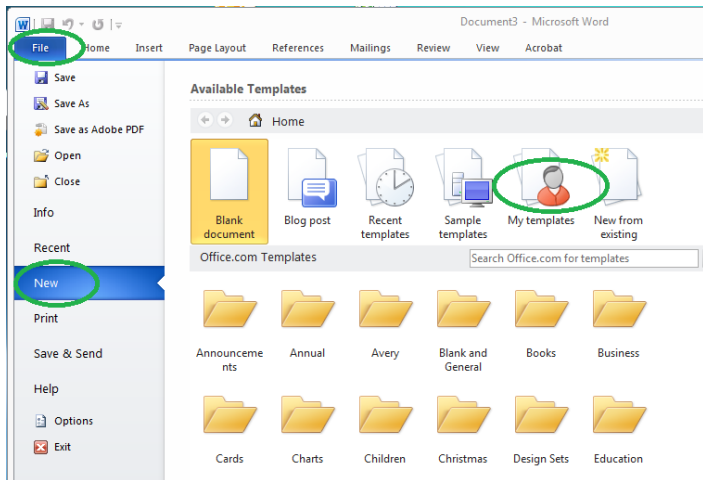 W
Document3 - Microsoft Word
File Home Insert Page Layout References Mailings Review View Acrobat
Save
Save As
Save as Adobe PDF
Open
Close
Info
Recent
New
Print
Save & Send
Help
Options
Exit
Available Templates
Home
Blank
document
Blog post
Recent
templates
Sample
templates
My templates
New from
existing
Office.com Templates
Search Office.com for templates
Announceme
nts
Annual
Avery
Blank and
General
Books
Business
Cards
Charts
Children
Christmas
Design Sets
Education